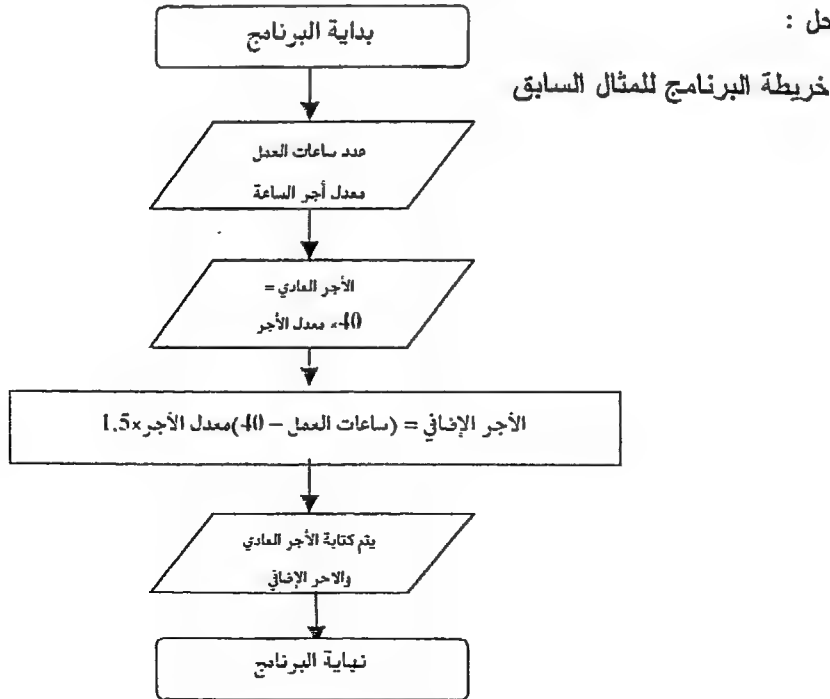 حل :
خريطة البرنامج للمثال السابق
بداية البرنامج
عدد ساعات العمل
معدل أجر الساعة
الأجر العادي =
40× معدل الأجر
الأجر الإضافي = (ساعات العمل – 40)معدل الأجر×1.5
يتم كتابة الأجر العادي
والاجر الإضافي
نهاية البرنامج